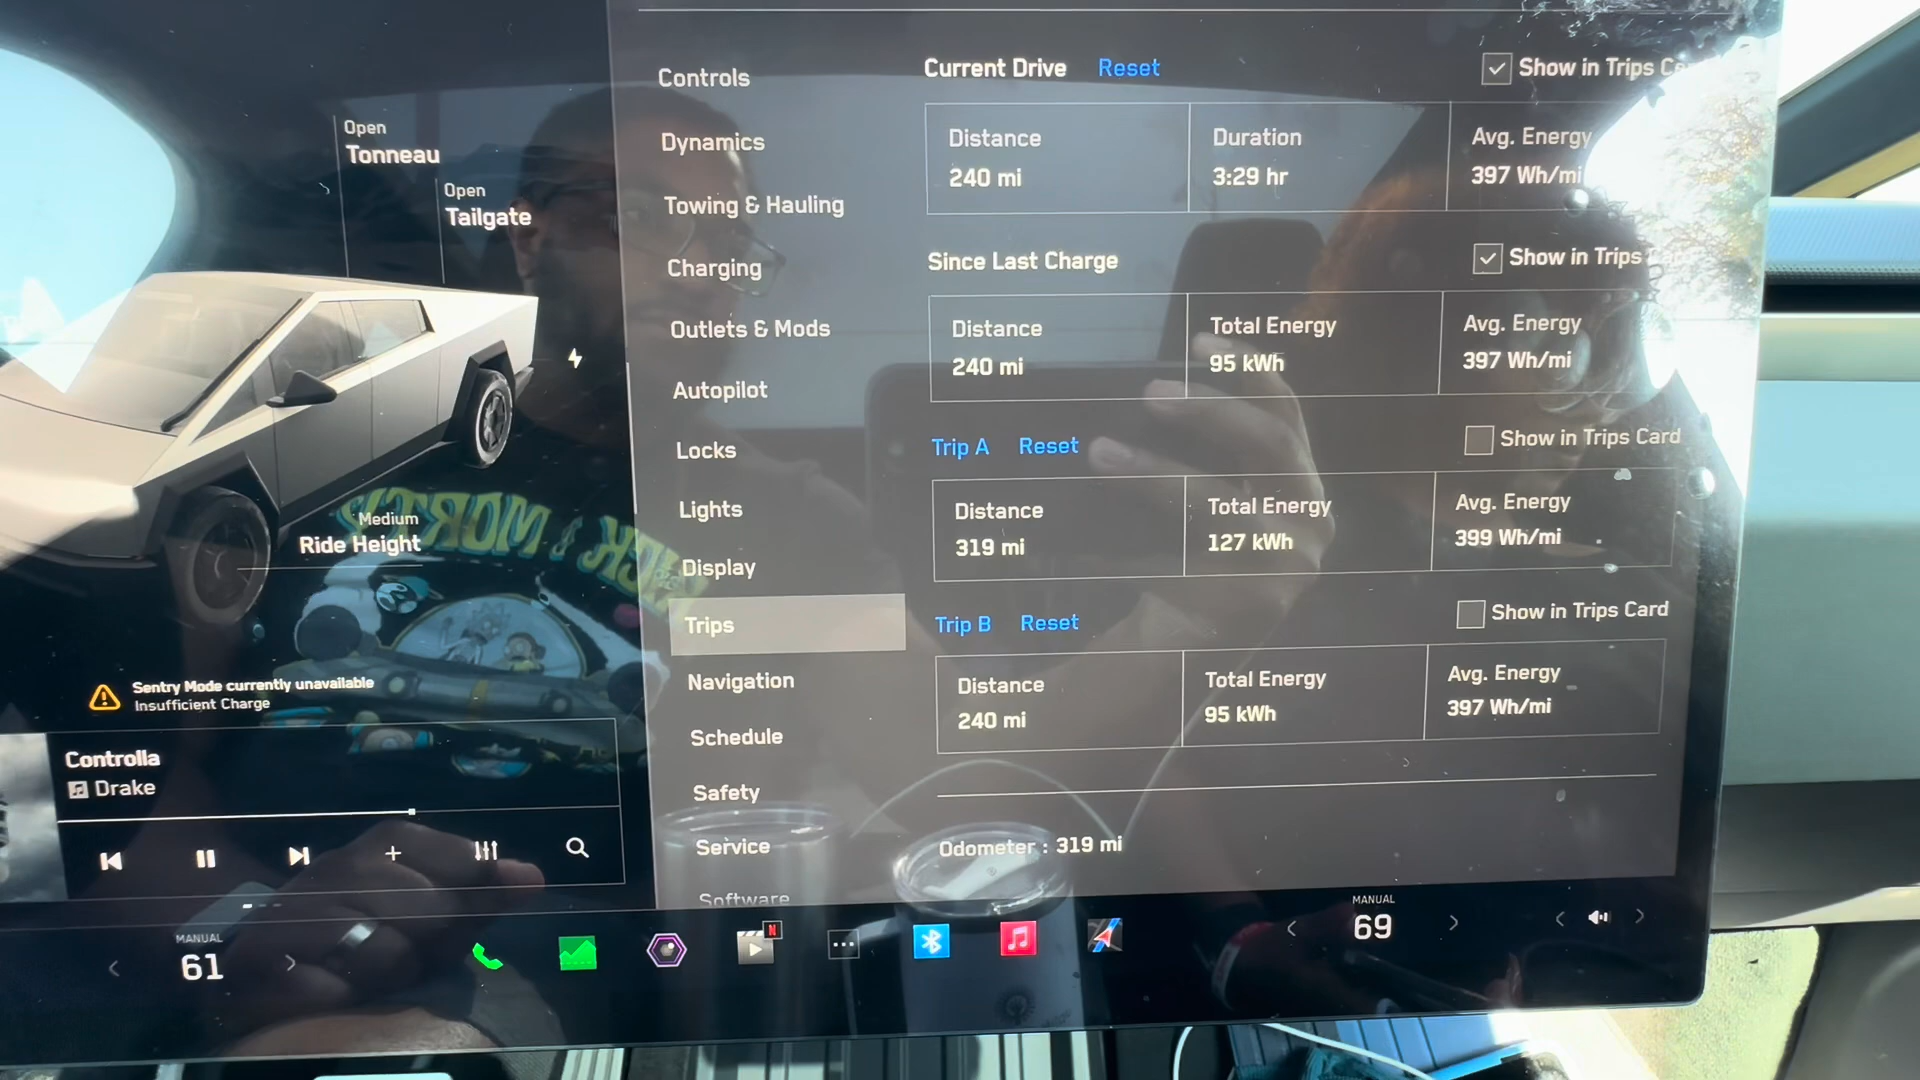 Open
Tonneau
Open
Tailgate
Medium
Ride Height
Sentry Mode currently unavailable
Insufficient Charge
Controlla
Drake
Controls
Dynamics
Towing & Hauling
Charging
Outlets & Mods
Autopilot
Locks
Lights
Display
Trips
Navigation
Schedule
Safety
Service
Software
Current Drive Reset
Show in Trips
Distance
240 mi
Duration
3:29 hr
Avg. Energy
397 Wh/mi
Since Last Charge
Show in Trips
Distance
240 mi
Total Energy
95 kWh
Avg. Energy
397 Wh/mi
Trip A Reset
Show in Trips Card
Distance
319 mi
Total Energy
127 kWh
Avg. Energy
399 Wh/mi
Trip B Reset
Show in Trips Card
Distance
240 mi
Total Energy
95 kWh
Avg. Energy
397 Wh/mi
Odometer : 319 mi
MANUAL
61
N
MANUAL
69